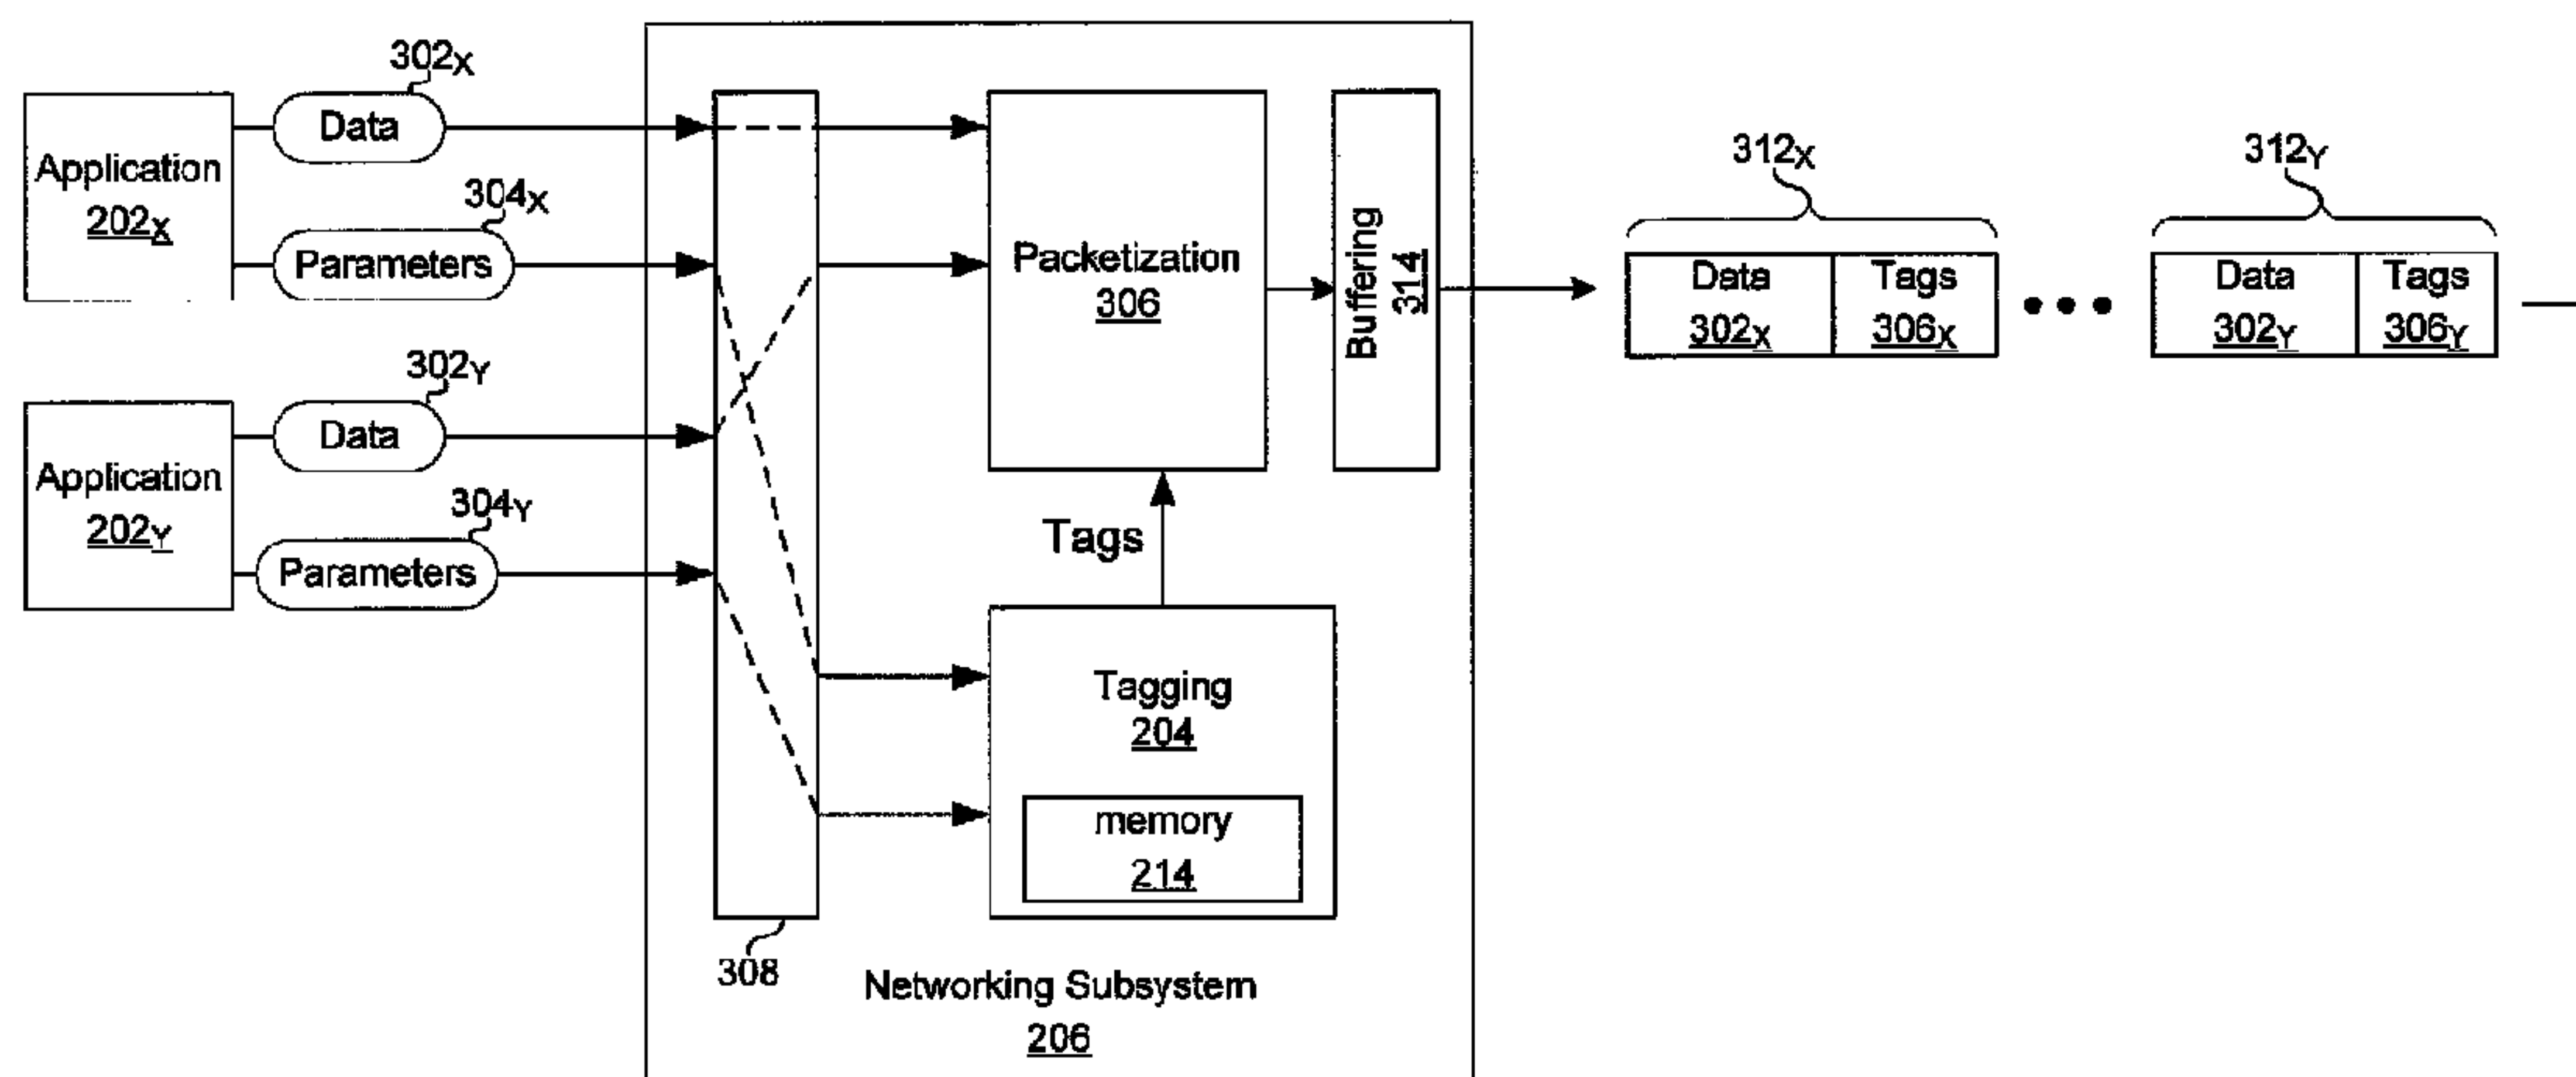 302X
Data
Application
202X
304X
Parameters
302Y
Data
Application
202Y
304Y
Parameters
308
Packetization
306
Buffering
314
Tags
Tagging
204
memory
214
Networking Subsystem
206
312X
Data
302X
Tags
306X
312Y
Data
302Y
Tags
306Y